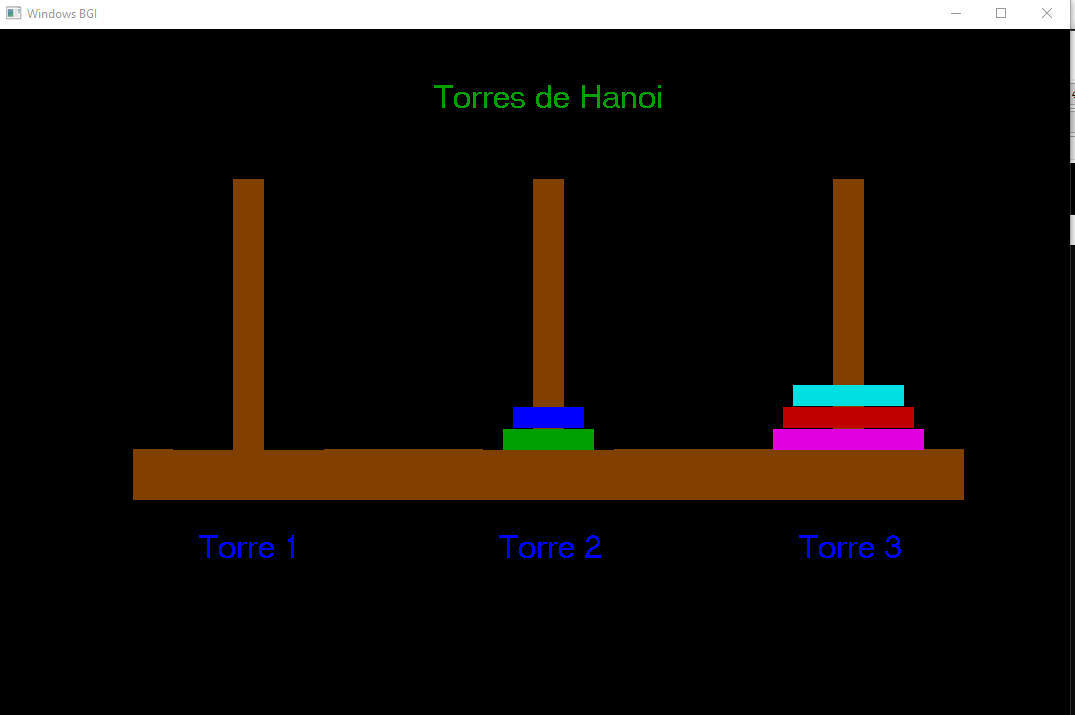 Windows BGI
Torres de Hanoi
Torre 1
Torre 2
Torre 3